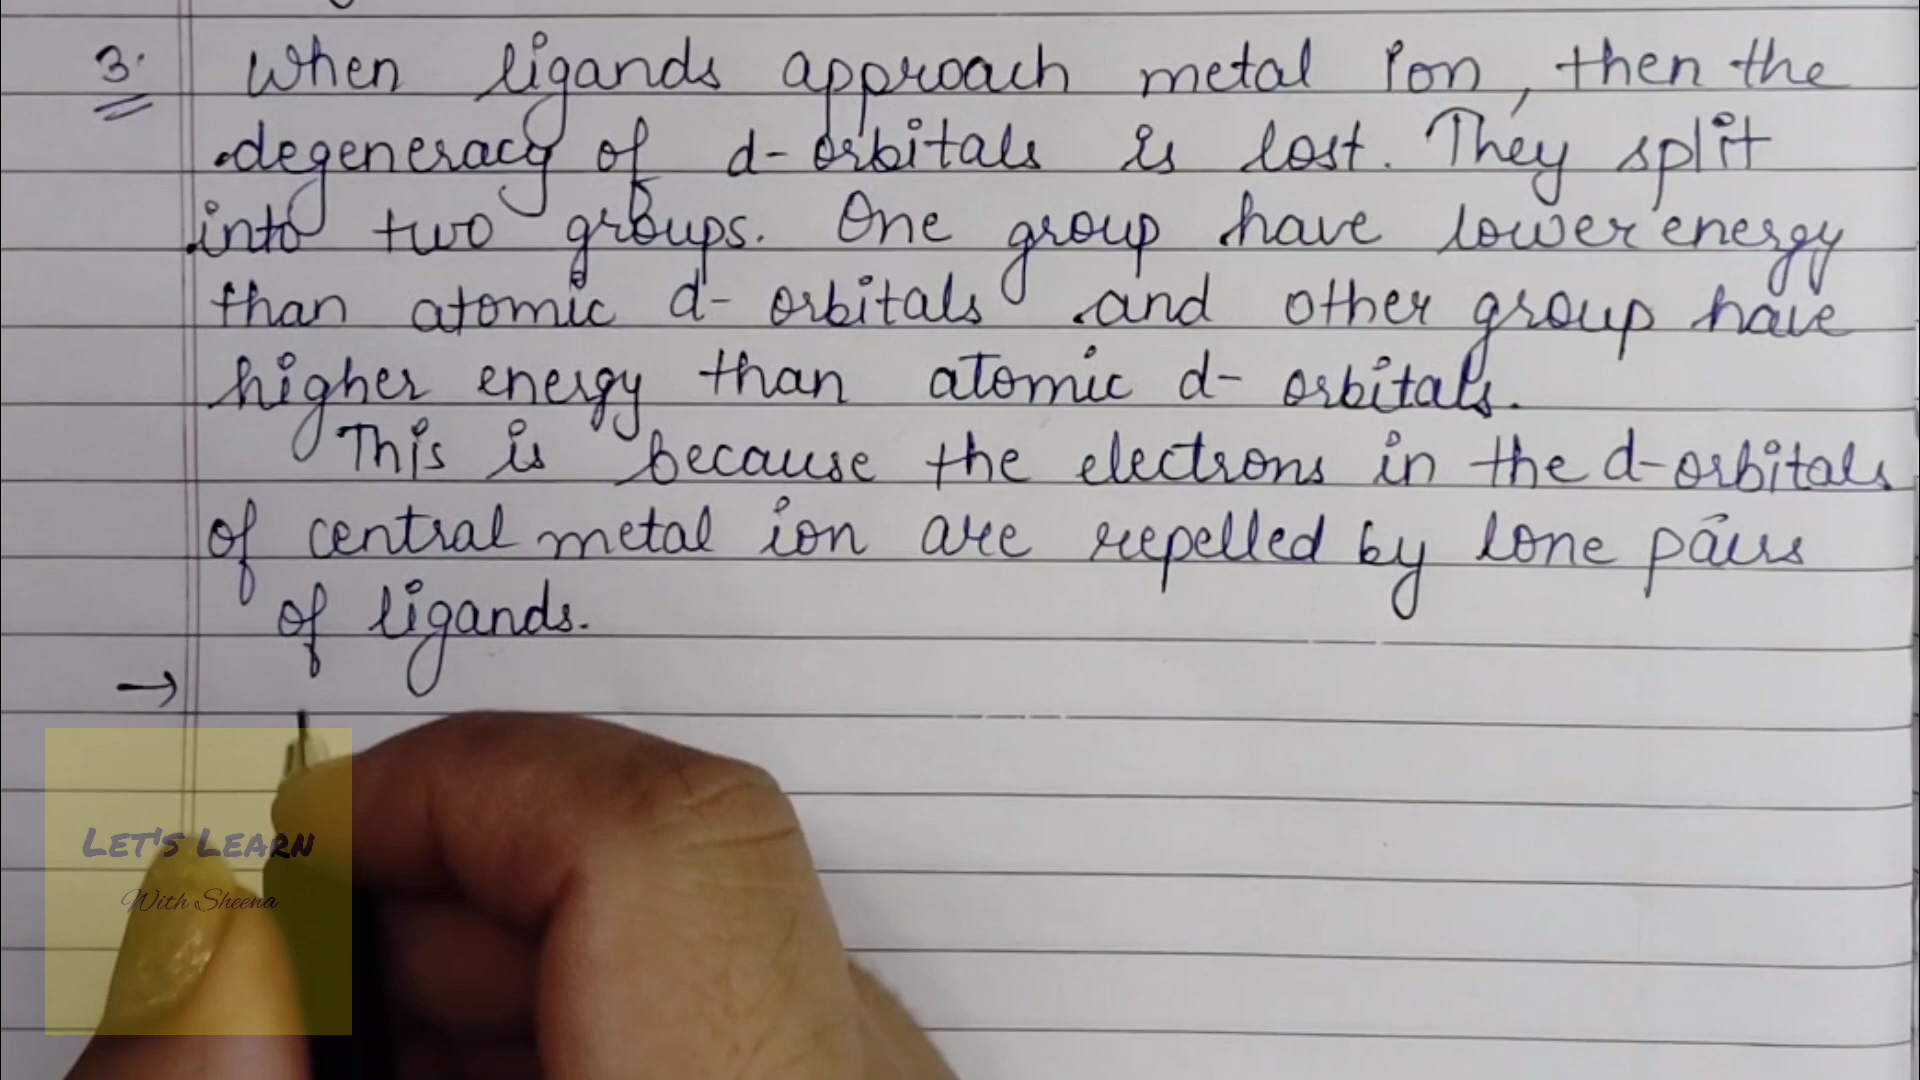 3. When ligands approach metal ion, then the
degeneracy of d-orbitals is lost. They split
into two groups. One group have lower energy
than atomic d- orbitals and other group have
higher energy than atomic d- orbitals.
This is because the electrons in the d-orbitals
of central metal ion are repelled by lone pairs
of ligands.
→
LET'S LEARN
With Sheena